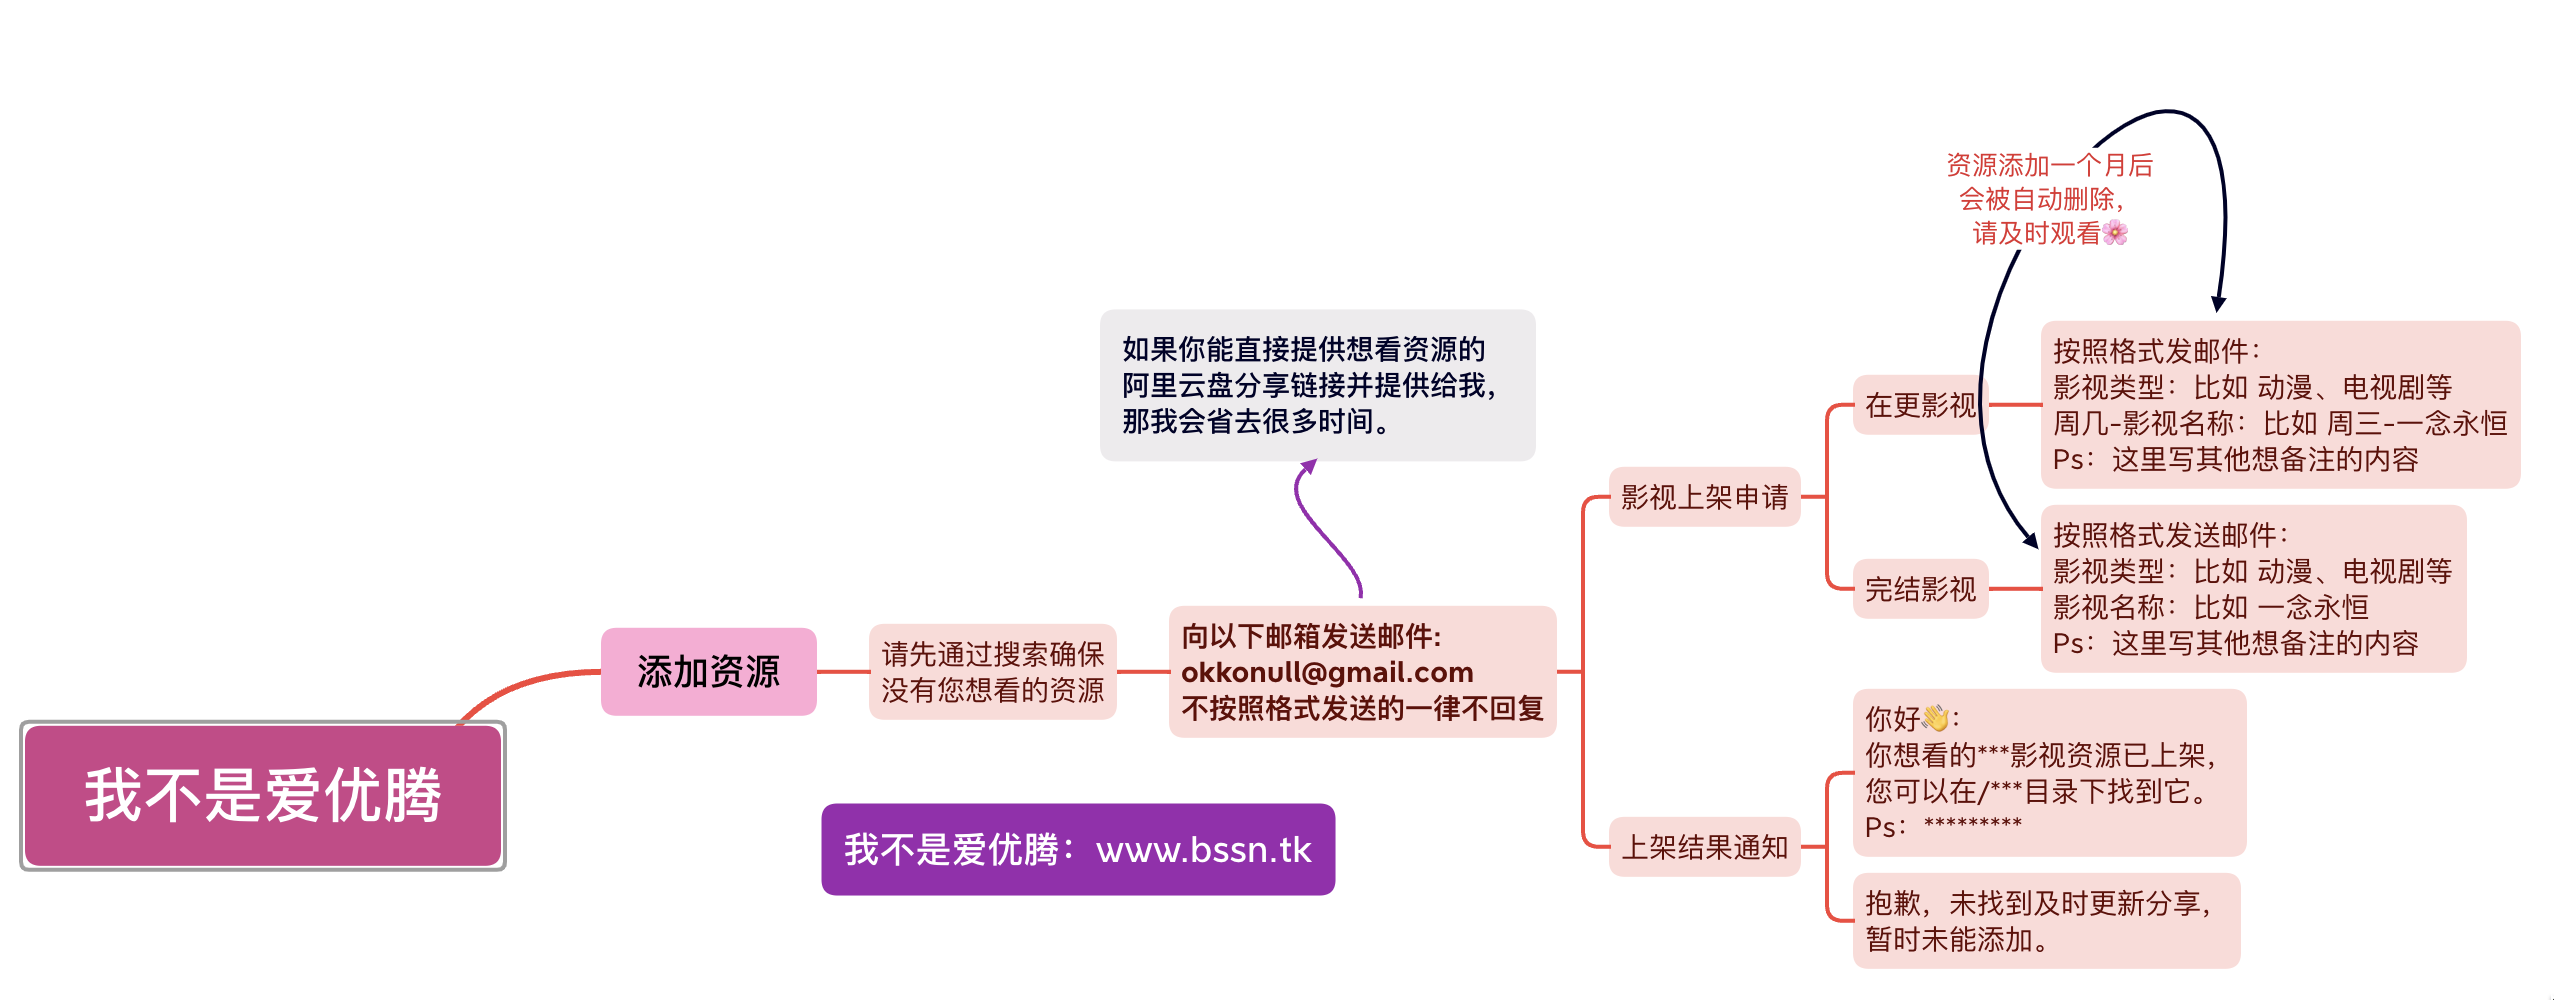 我不是爱优腾
添加资源
请先通过搜索确保
没有您想看的资源
向以下邮箱发送邮件:
okkonull@gmail.com
不按照格式发送的一律不回复
如果你能直接提供想看资源的
阿里云盘分享链接并提供给我，
那我会省去很多时间。
影视上架申请
在更影视
按照格式发邮件：
影视类型：比如 动漫、电视剧等
周几-影视名称：比如 周三-一念永恒
Ps：这里写其他想备注的内容
完结影视
按照格式发送邮件：
影视类型：比如 动漫、电视剧等
影视名称：比如 一念永恒
Ps：这里写其他想备注的内容
资源添加一个月后
会被自动删除，
请及时观看🌸
上架结果通知
你好👋：
你想看的***影视资源已上架，
您可以在/***目录下找到它。
Ps：*********
抱歉，未找到及时更新分享，
暂时未能添加。
我不是爱优腾：www.bssn.tk